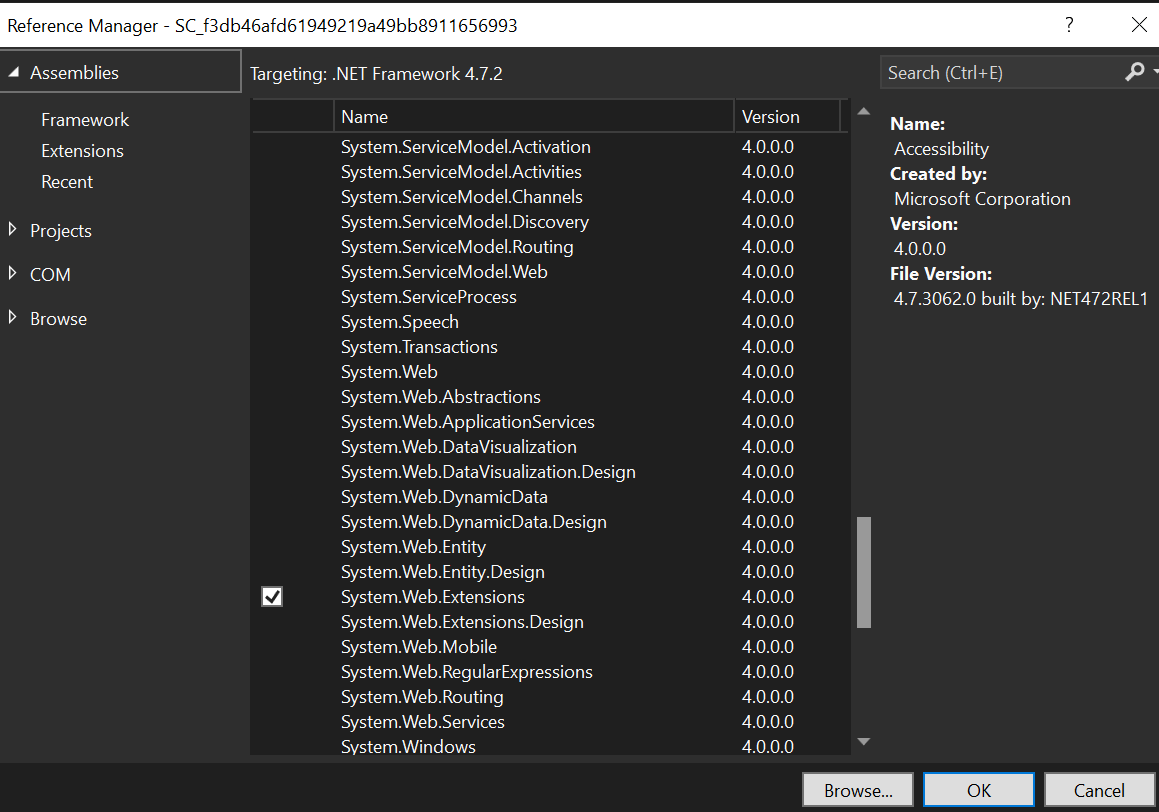 Reference Manager - SC_f3db46afd61949219a49bb8911656993
?
Assemblies
Framework
Extensions
Recent
Projects
COM
Browse
Targeting: .NET Framework 4.7.2
Name Version
System.ServiceModel.Activation 4.0.0.0
System.ServiceModel.Activities 4.0.0.0
System.ServiceModel.Channels 4.0.0.0
System.ServiceModel.Discovery 4.0.0.0
System.ServiceModel.Routing 4.0.0.0
System.ServiceModel.Web 4.0.0.0
System.ServiceProcess 4.0.0.0
System.Speech 4.0.0.0
System.Transactions 4.0.0.0
System.Web 4.0.0.0
System.Web.Abstractions 4.0.0.0
System.Web.ApplicationServices 4.0.0.0
System.Web.DataVisualization 4.0.0.0
System.Web.DataVisualization.Design 4.0.0.0
System.Web.DynamicData 4.0.0.0
System.Web.DynamicData.Design 4.0.0.0
System.Web.Entity 4.0.0.0
System.Web.Entity.Design 4.0.0.0
System.Web.Extensions 4.0.0.0
System.Web.Extensions.Design 4.0.0.0
System.Web.Mobile 4.0.0.0
System.Web.RegularExpressions 4.0.0.0
System.Web.Routing 4.0.0.0
System.Web.Services 4.0.0.0
System.Windows 4.0.0.0
Search (Ctrl+E)
Name:
Accessibility
Created by:
Microsoft Corporation
Version:
4.0.0.0
File Version:
4.7.3062.0 built by: NET472REL1
Browse... OK Cancel